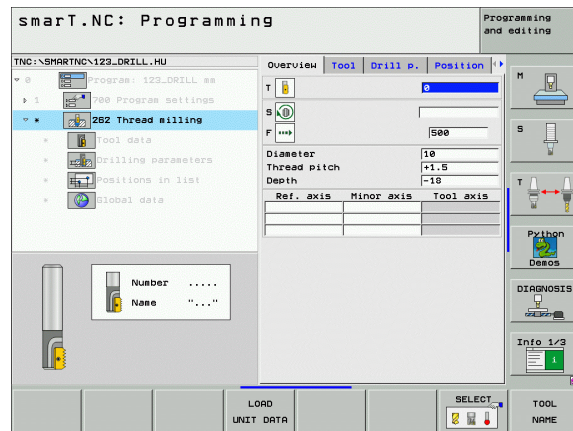 smarT.NC: Programming
Programming
and editing
TNC:\SMARTNC\123_DRILL.HU
0 Program: 123_DRILL mm
1 700 Program settings
* 262 Thread milling
* Tool data
* Drilling parameters
* Positions in list
* Global data
Number .....
Name "..."
Overview Tool Drill p. Position
T 0
S
F 500
Diameter 10
Thread pitch +1.5
Depth -18
Ref. axis Minor axis Tool axis
M
S
T
Python
Demos
DIAGNOSIS
Info 1/3
LOAD
UNIT DATA
SELECT
TOOL
NAME